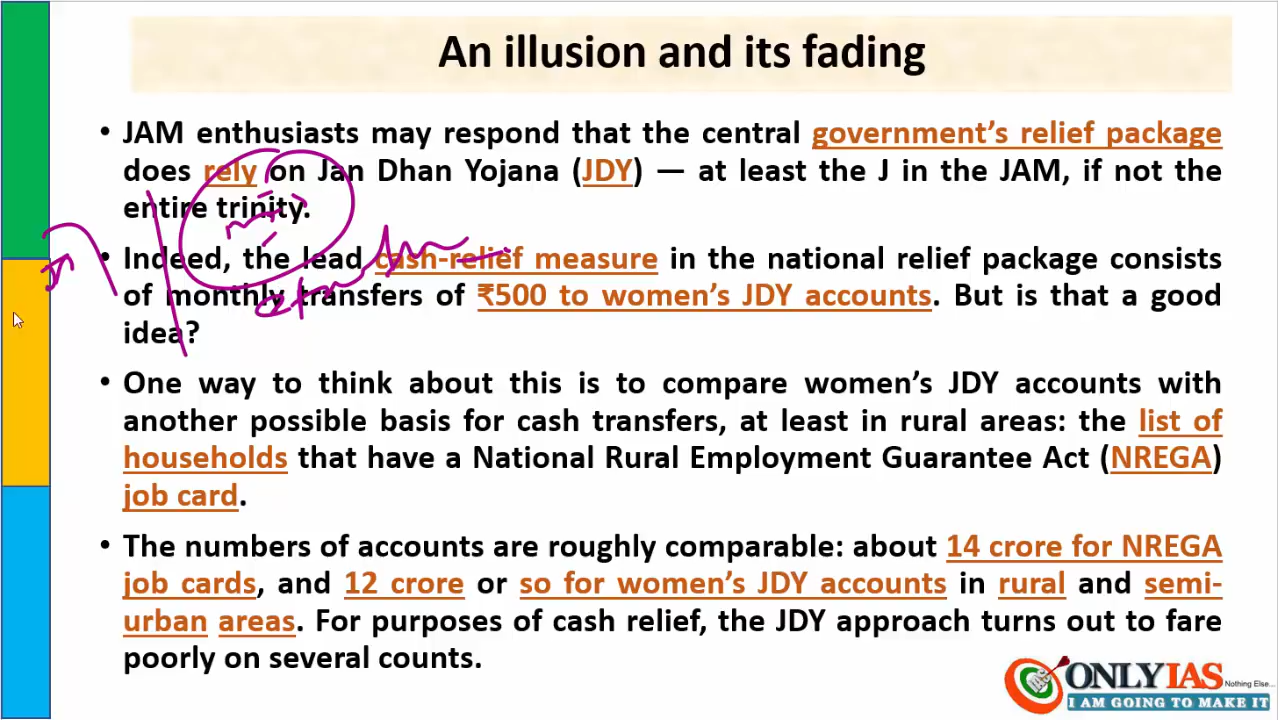 An illusion and its fading
• JAM enthusiasts may respond that the central government’s relief package
does rely on Jan Dhan Yojana (JDY) — at least the J in the JAM, if not the
entire trinity.
• Indeed, the lead cash-relief measure in the national relief package consists
of monthly transfers of ₹500 to women’s JDY accounts. But is that a good
idea?
• One way to think about this is to compare women’s JDY accounts with
another possible basis for cash transfers, at least in rural areas: the list of
households that have a National Rural Employment Guarantee Act (NREGA)
job card.
• The numbers of accounts are roughly comparable: about 14 crore for NREGA
job cards, and 12 crore or so for women’s JDY accounts in rural and semi-
urban areas. For purposes of cash relief, the JDY approach turns out to fare
poorly on several counts.
ONLYIAS Nothing Else...
I AM GOING TO MAKE IT